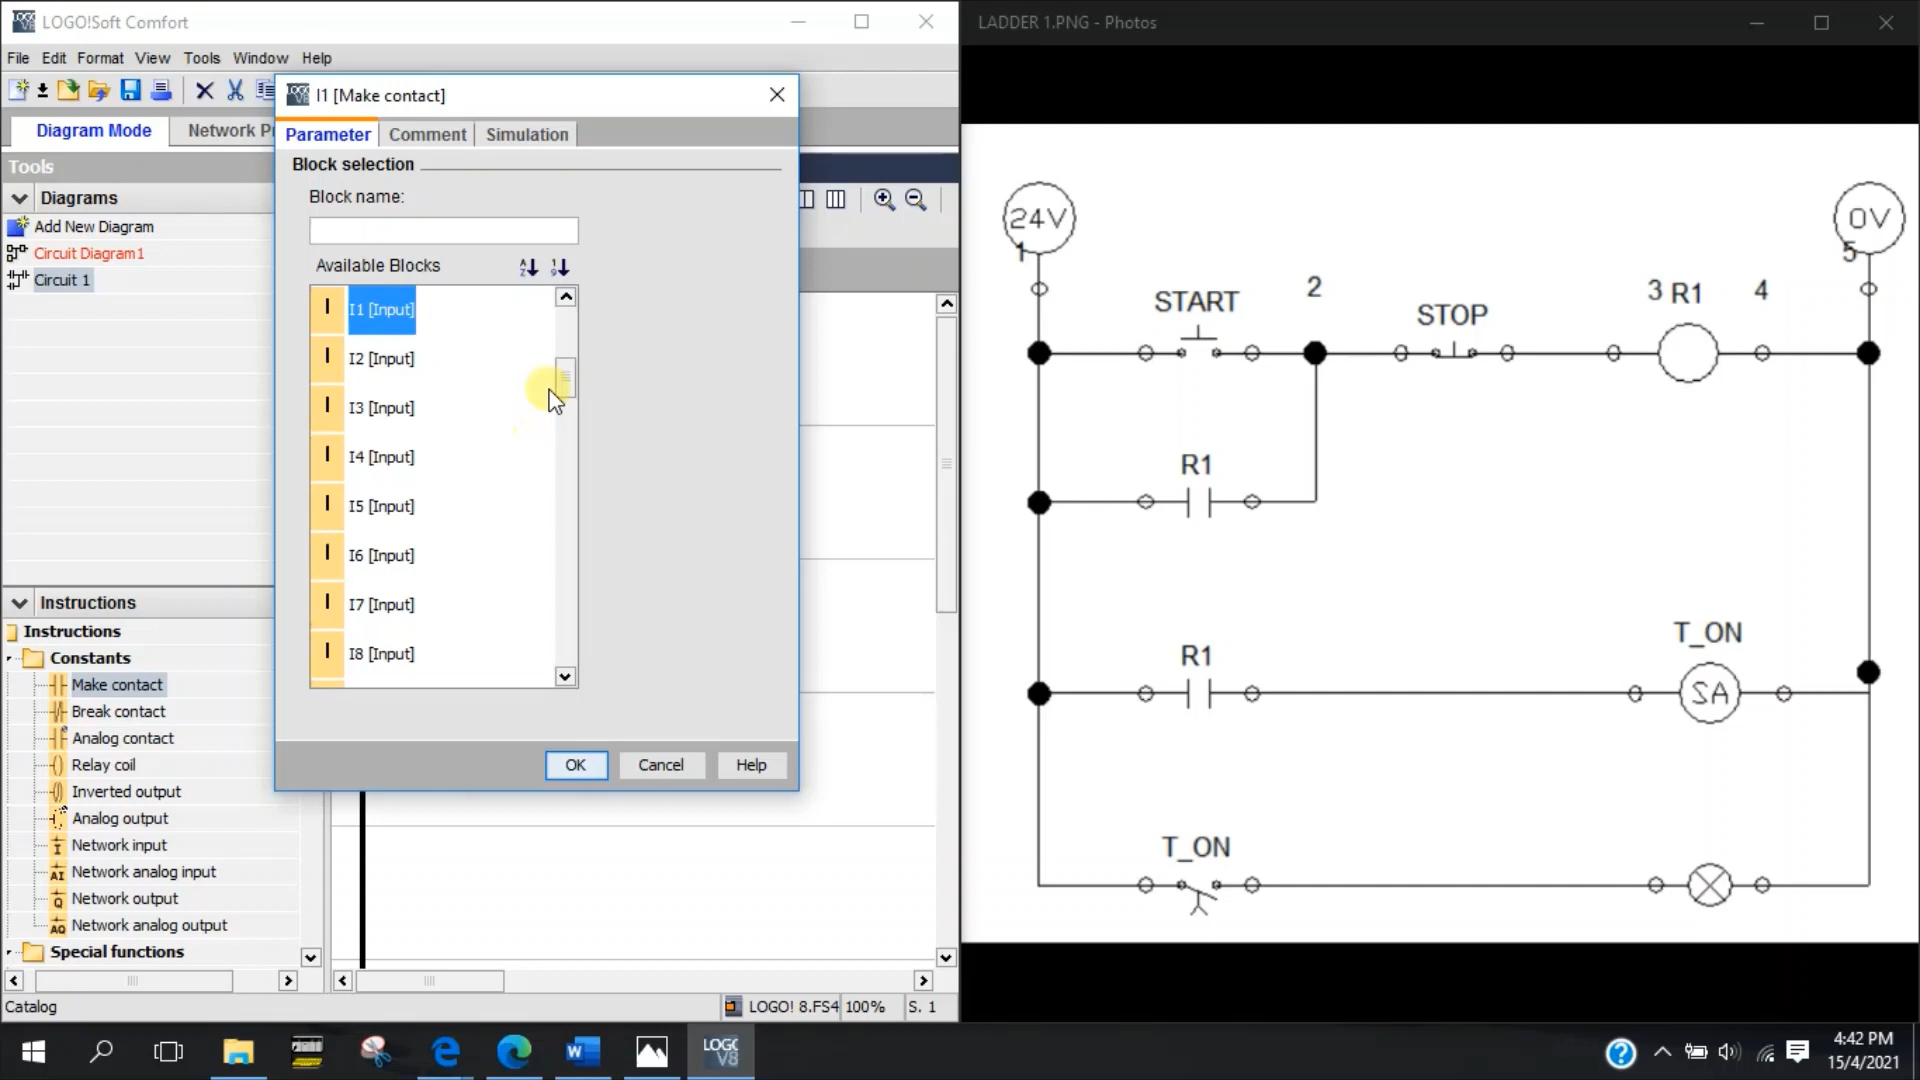 LOGO!Soft Comfort
File Edit Format View Tools Window Help
Diagram Mode
Network P
Tools
Diagrams
Add New Diagram
Circuit Diagram1
Circuit 1
Instructions
Instructions
Constants
Make contact
Break contact
Analog contact
Relay coil
Inverted output
Analog output
Network input
Network analog input
Network output
Network analog output
Special functions
Catalog
LOGO! 8.FS4 100% S. 1
I1 [Make contact]
Parameter Comment Simulation
Block selection
Block name:
Available Blocks
I I1 [Input]
I I2 [Input]
I I3 [Input]
I I4 [Input]
I I5 [Input]
I I6 [Input]
I I7 [Input]
I I8 [Input]
OK Cancel Help
LADDER 1.PNG - Photos
24V 0V
1 5
START 2 STOP 3 R1 4
R1
R1 T_ON
SA
T_ON
LOGO V8
4:42 PM
15/4/2021